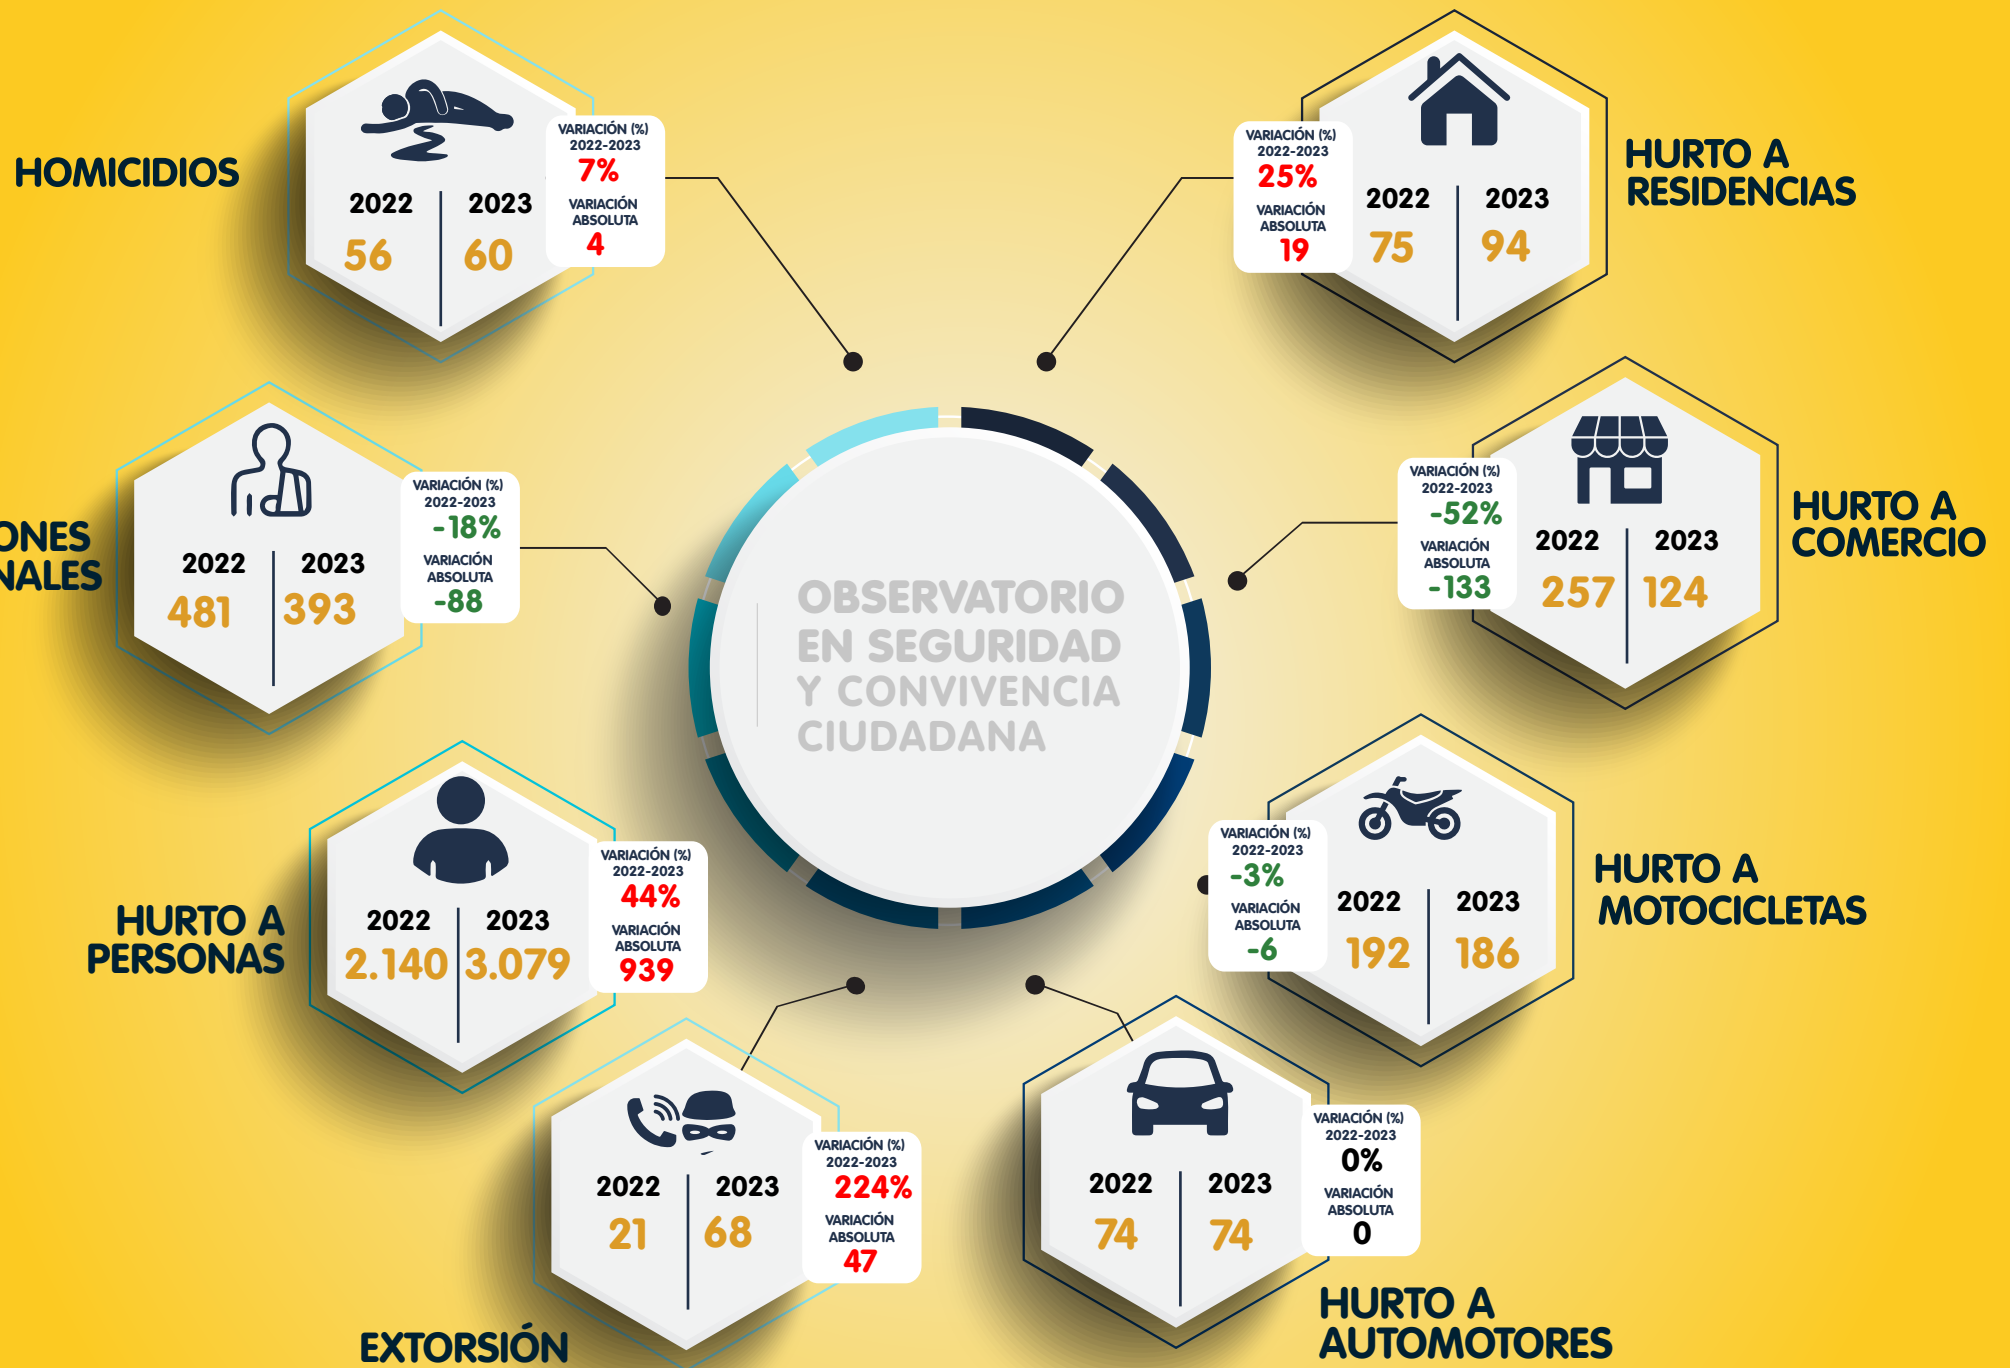 HOMICIDIOS
2022
2023
56
60
VARIACIÓN (%)
2022-2023
7%
VARIACIÓN
ABSOLUTA
4
HURTO A
RESIDENCIAS
VARIACIÓN (%)
2022-2023
25%
VARIACIÓN
ABSOLUTA
19
2022
2023
75
94
ONES
NALES
2022
2023
481
393
VARIACIÓN (%)
2022-2023
-18%
VARIACIÓN
ABSOLUTA
-88
OBSERVATORIO
EN SEGURIDAD
Y CONVIVENCIA
CIUDADANA
HURTO A
COMERCIO
VARIACIÓN (%)
2022-2023
-52%
VARIACIÓN
ABSOLUTA
-133
2022
2023
257
124
HURTO A
PERSONAS
2022
2023
2.140
3.079
VARIACIÓN (%)
2022-2023
44%
VARIACIÓN
ABSOLUTA
939
HURTO A
MOTOCICLETAS
VARIACIÓN (%)
2022-2023
-3%
VARIACIÓN
ABSOLUTA
-6
2022
2023
192
186
EXTORSIÓN
2022
2023
21
68
VARIACIÓN (%)
2022-2023
224%
VARIACIÓN
ABSOLUTA
47
2022
2023
74
74
VARIACIÓN (%)
2022-2023
0%
VARIACIÓN
ABSOLUTA
0
HURTO A
AUTOMOTORES